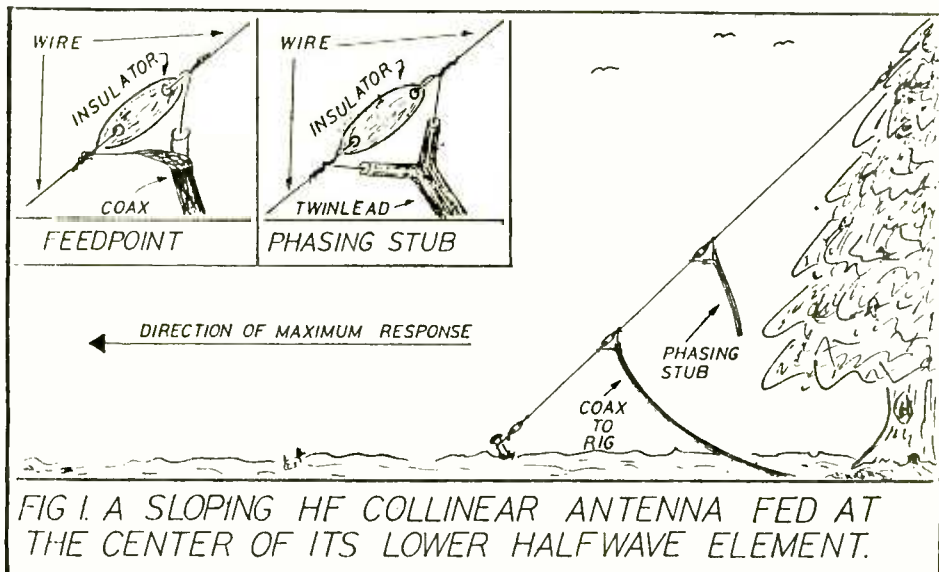 WIRE
INSULATOR
COAX
FEEDPOINT
WIRE
INSULATOR
TWINLEAD
PHASING STUB
DIRECTION OF MAXIMUM RESPONSE
PHASING
STUB
COAX
TO
RIG
FIG 1. A SLOPING HF COLLINEAR ANTENNA FED AT
THE CENTER OF ITS LOWER HALFWAVE ELEMENT.